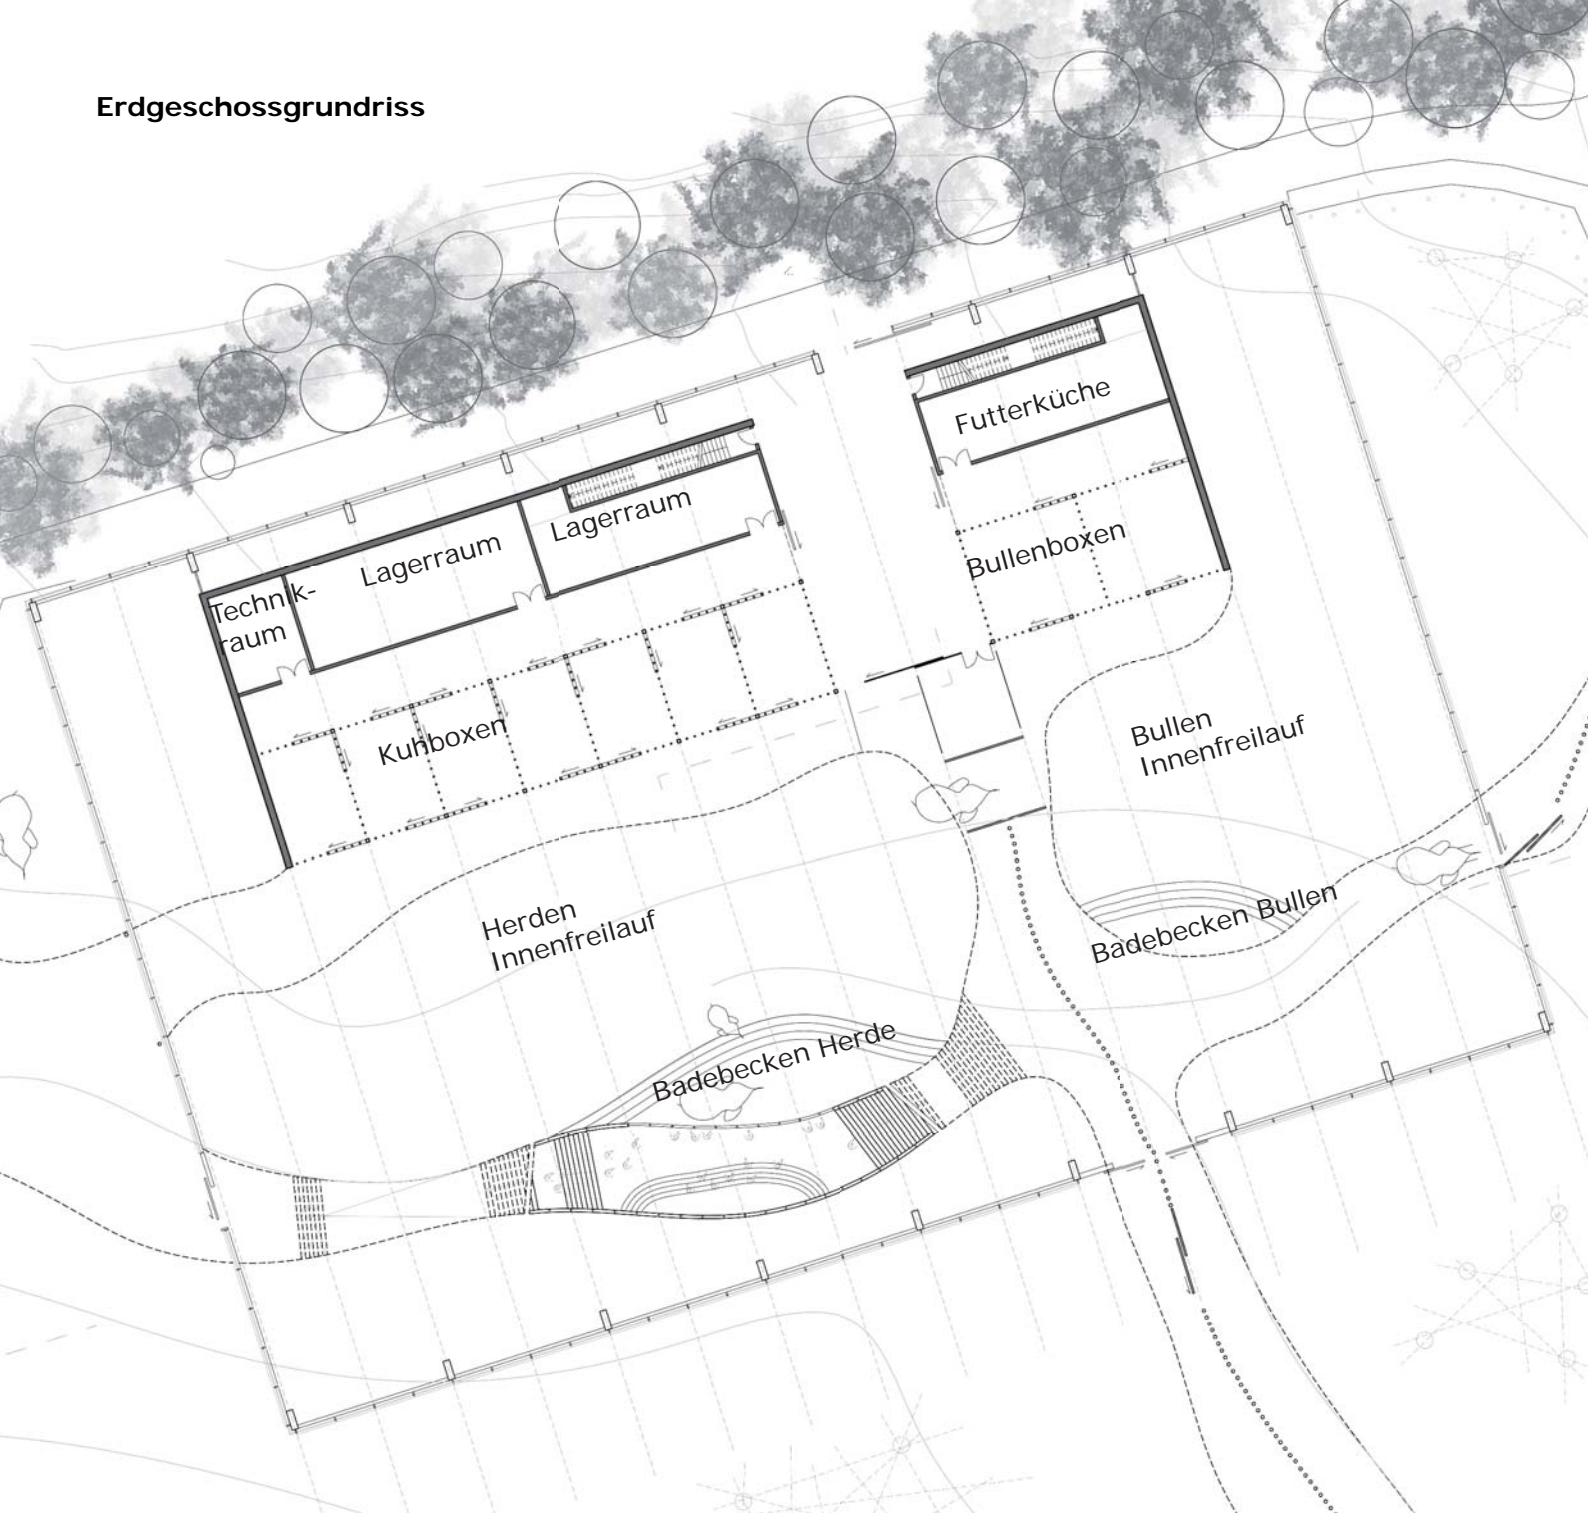 Erdgeschossgrundriss
Futterküche
Lagerraum
Lagerraum
Bullenboxen
Technik-
raum
Kuhboxen
Bullen
Innenfreilauf
Herden
Innenfreilauf
Badebecken Bullen
Badebecken Herde